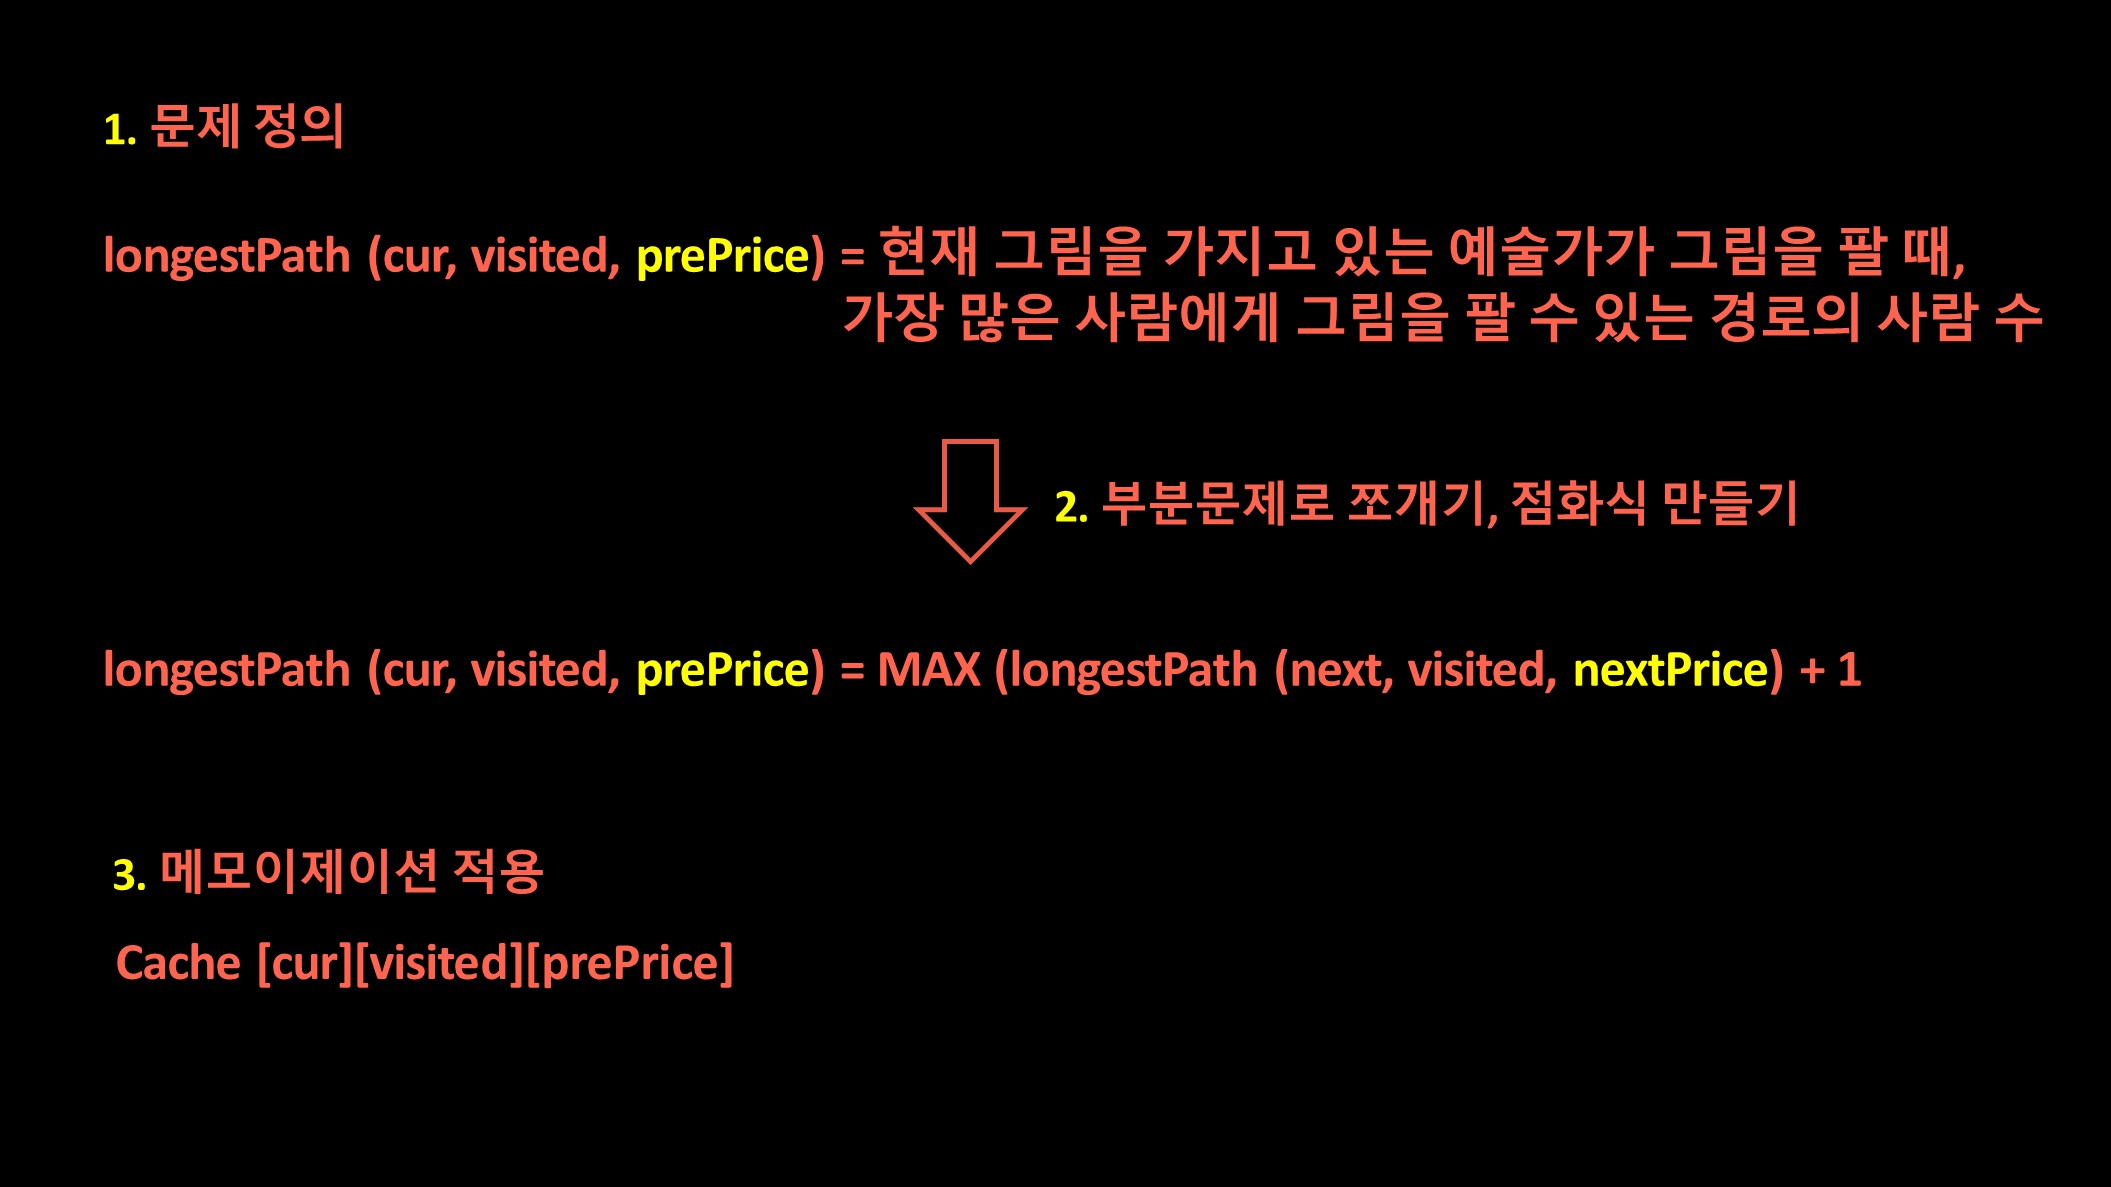 1. 문제 정의
longestPath (cur, visited, prePrice) = 현재 그림을 가지고 있는 예술가가 그림을 팔 때,
가장 많은 사람에게 그림을 팔 수 있는 경로의 사람 수
2. 부분문제로 쪼개기, 점화식 만들기
longestPath (cur, visited, prePrice) = MAX (longestPath (next, visited, nextPrice) + 1
3. 메모이제이션 적용
Cache [cur][visited][prePrice]